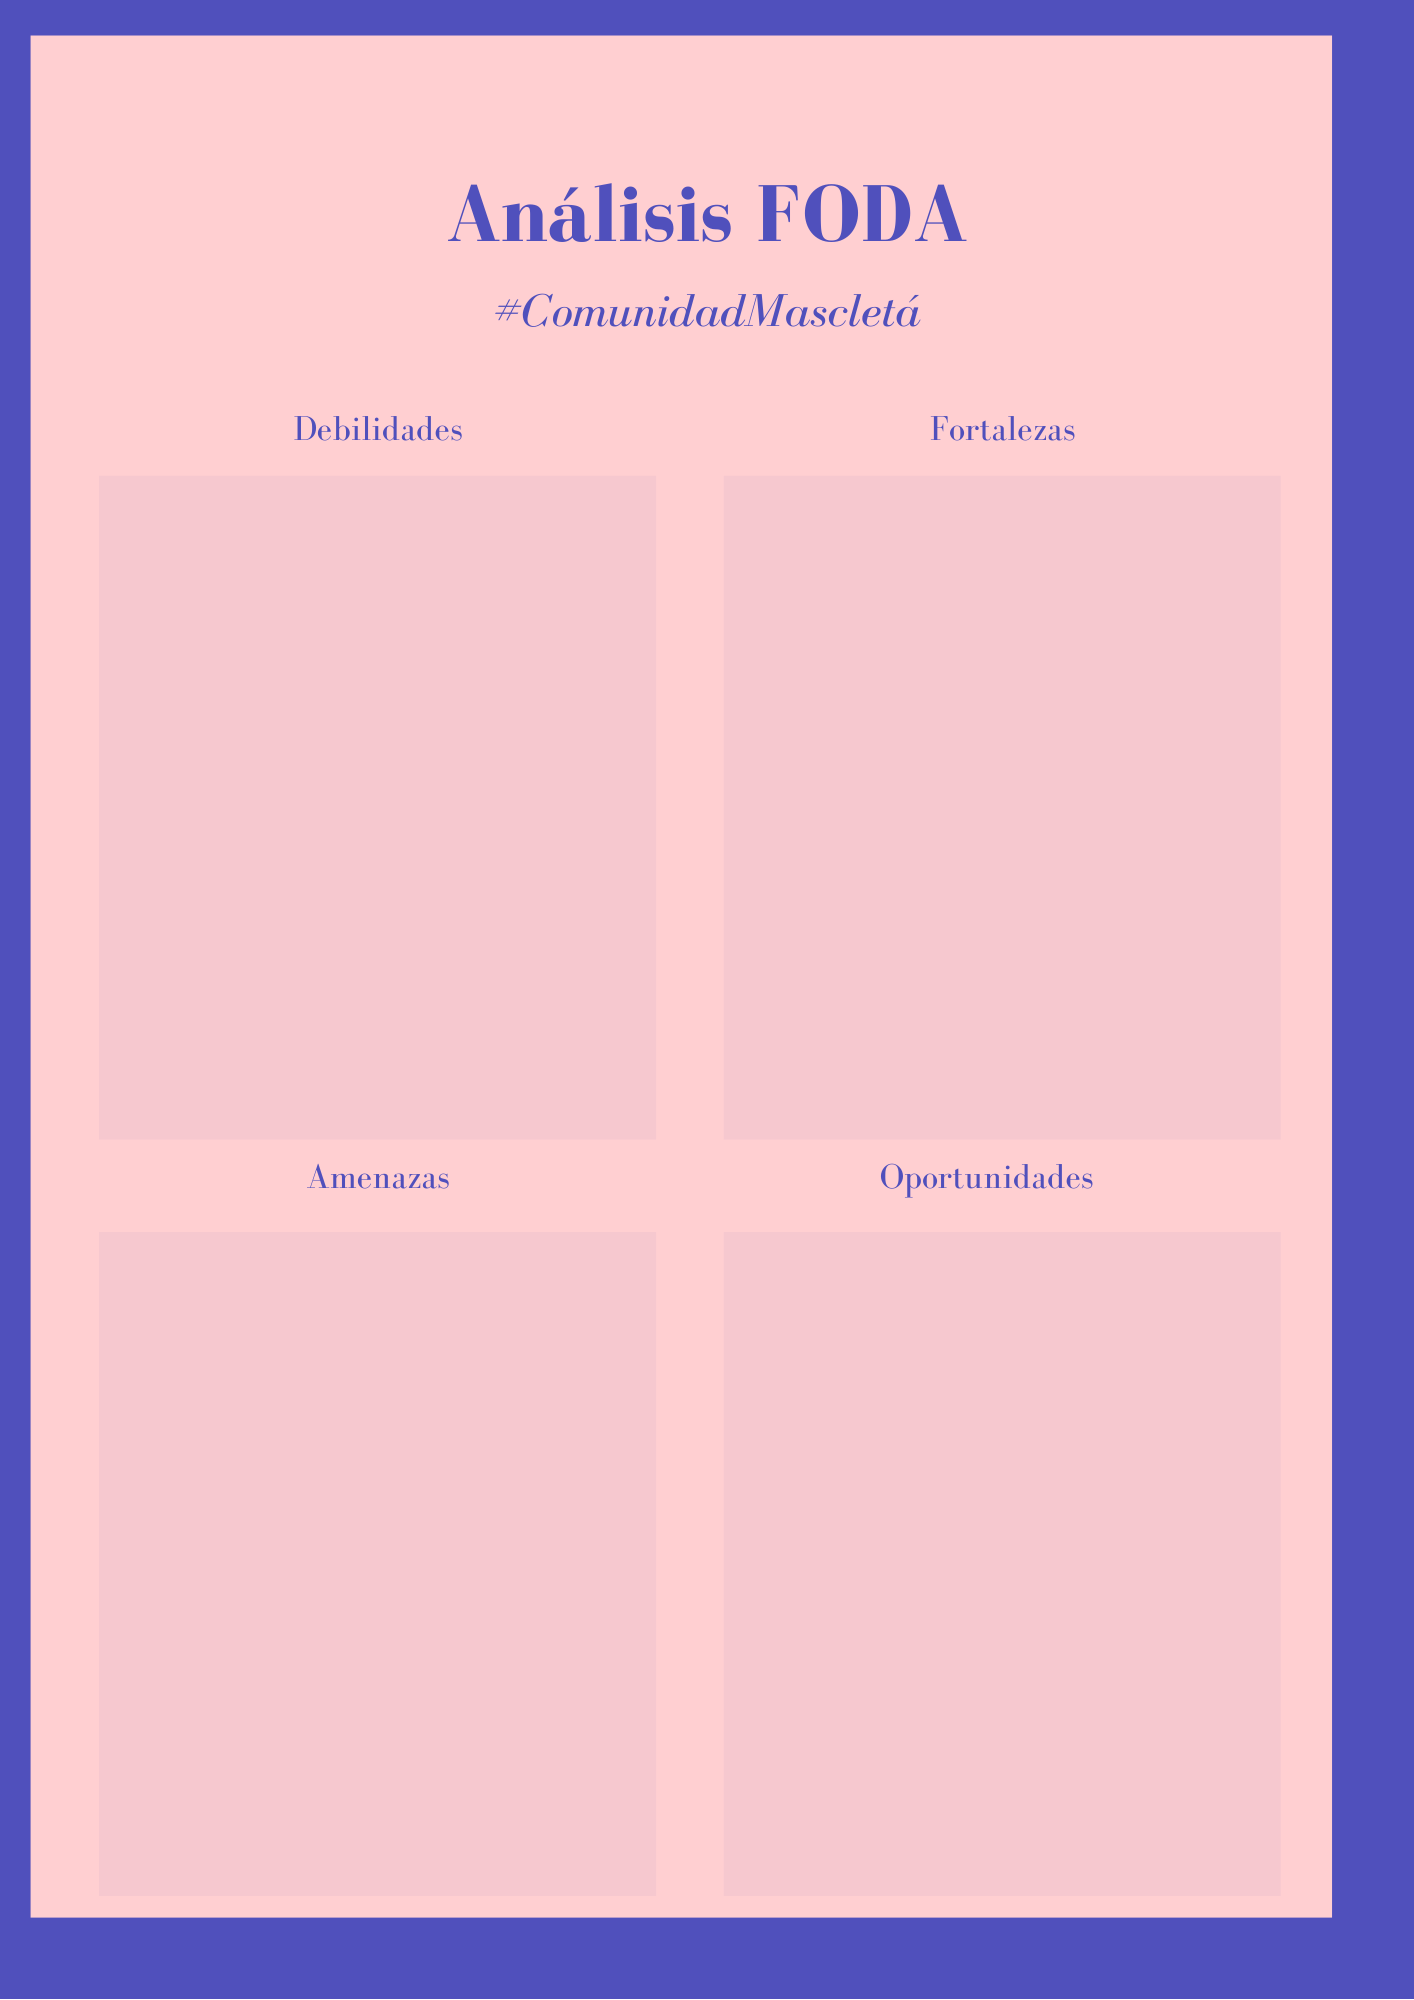 Análisis FODA
#ComunidadMascletá
Debilidades
Fortalezas
Amenazas
Oportunidades